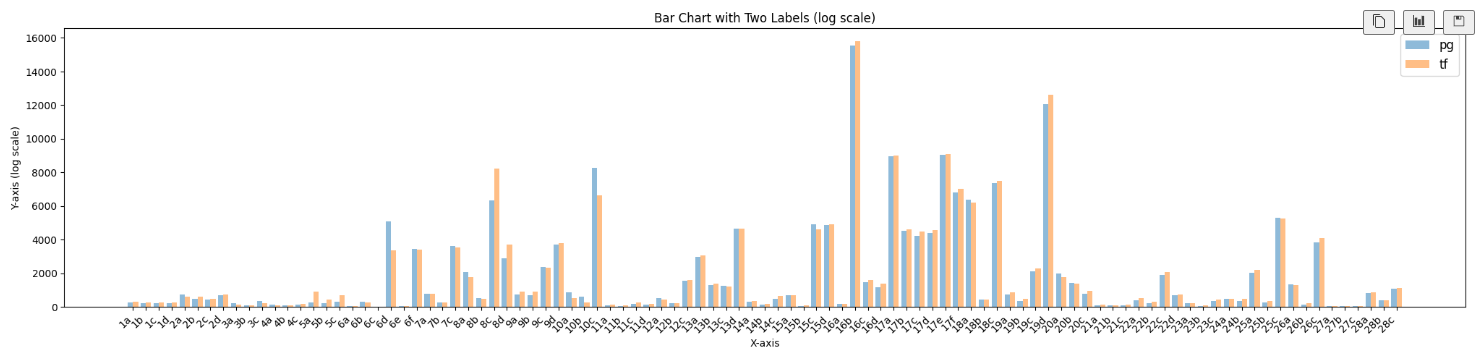 Bar Chart with Two Labels (log scale)
pg
tf
Y-axis (log scale)
16000
14000
12000
10000
8000
6000
4000
2000
0
1a 1b 1c 1d 2a 2b 2c 2d 3a 3b 3c 4a 4b 4c 5a 5b 5c 6a 6b 6c 6d 6e 6f 7a 7b 7c 8a 8b 8c 8d 9a 9b 9c 9d 10a 10b 10c 11a 11b 11c 11d 12a 12b 12c 13a 13b 13c 13d 14a 14b 14c 15a 15b 15c 15d 16a 16b 16c 16d 17a 17b 17c 17d 17e 17f 18a 18b 18c 19a 19b 19c 19d 20a 20b 20c 21a 21b 21c 22a 22b 22c 22d 23a 23b 23c 24a 24b 25a 25b 25c 26a 26b 26c 27a 27b 27c 28a 28b 28c
X-axis